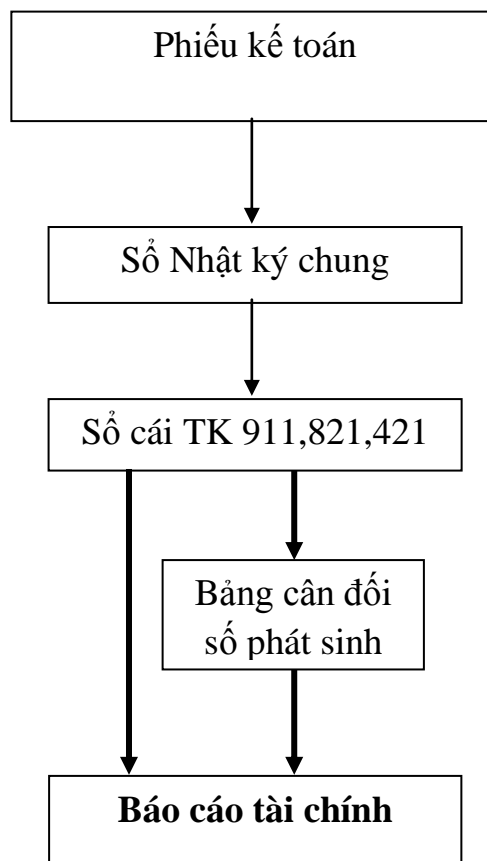 Phiếu kế toán
Sổ Nhật ký chung
Sổ cái TK 911,821,421
Bảng cân đối
số phát sinh
Báo cáo tài chính